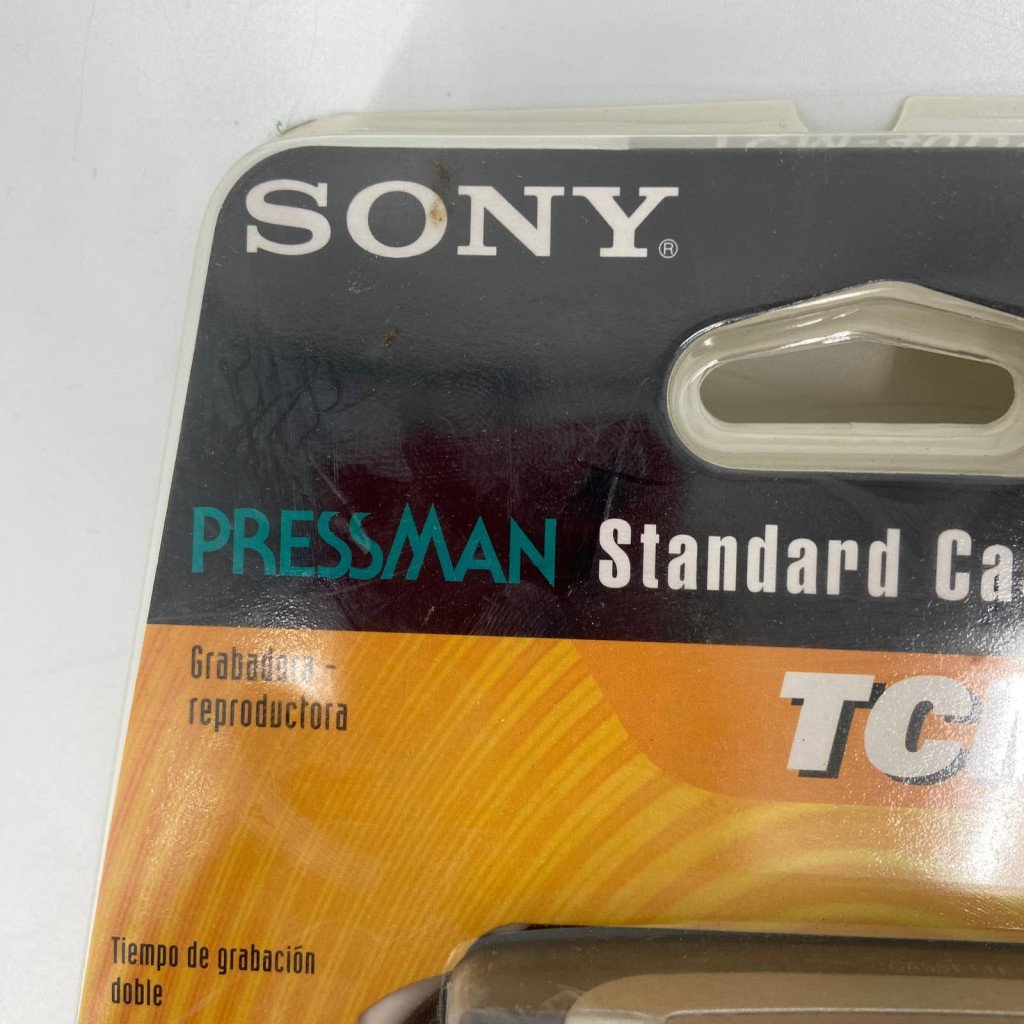 SONY®
PRESSMAN Standard Ca
Grabadora -
reproductora
TC
Tiempo de grabación
doble